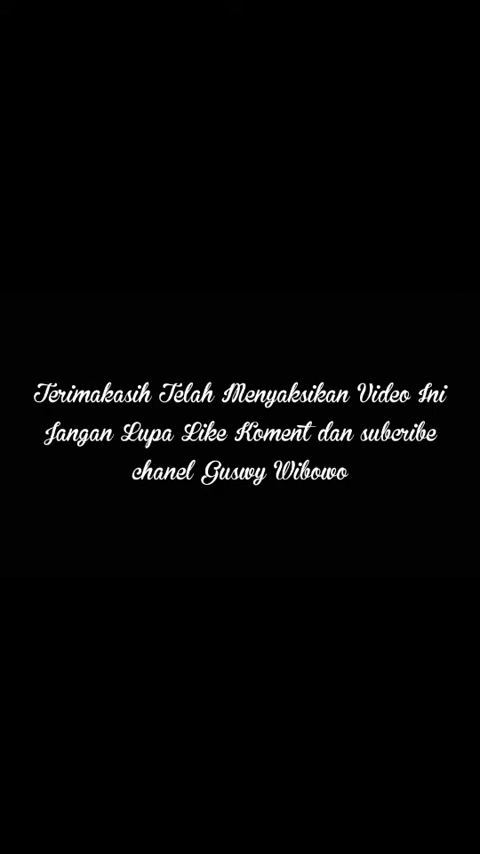 Terimakasih Telah Menyaksikan Video Ini
Jangan Lupa Like Koment dan subcribe
chanel Guswy Wibowo